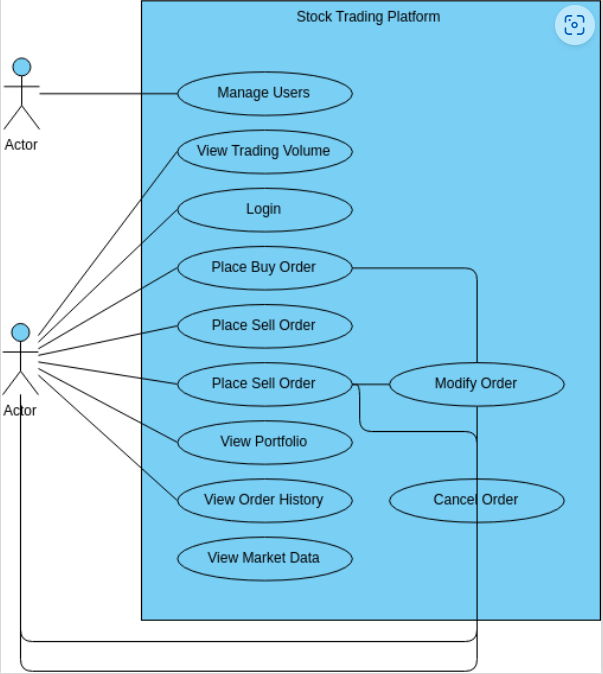 Stock Trading Platform
Manage Users
Actor
View Trading Volume
Login
Place Buy Order
Place Sell Order
Place Sell Order
Modify Order
Actor
View Portfolio
View Order History
Cancel Order
View Market Data